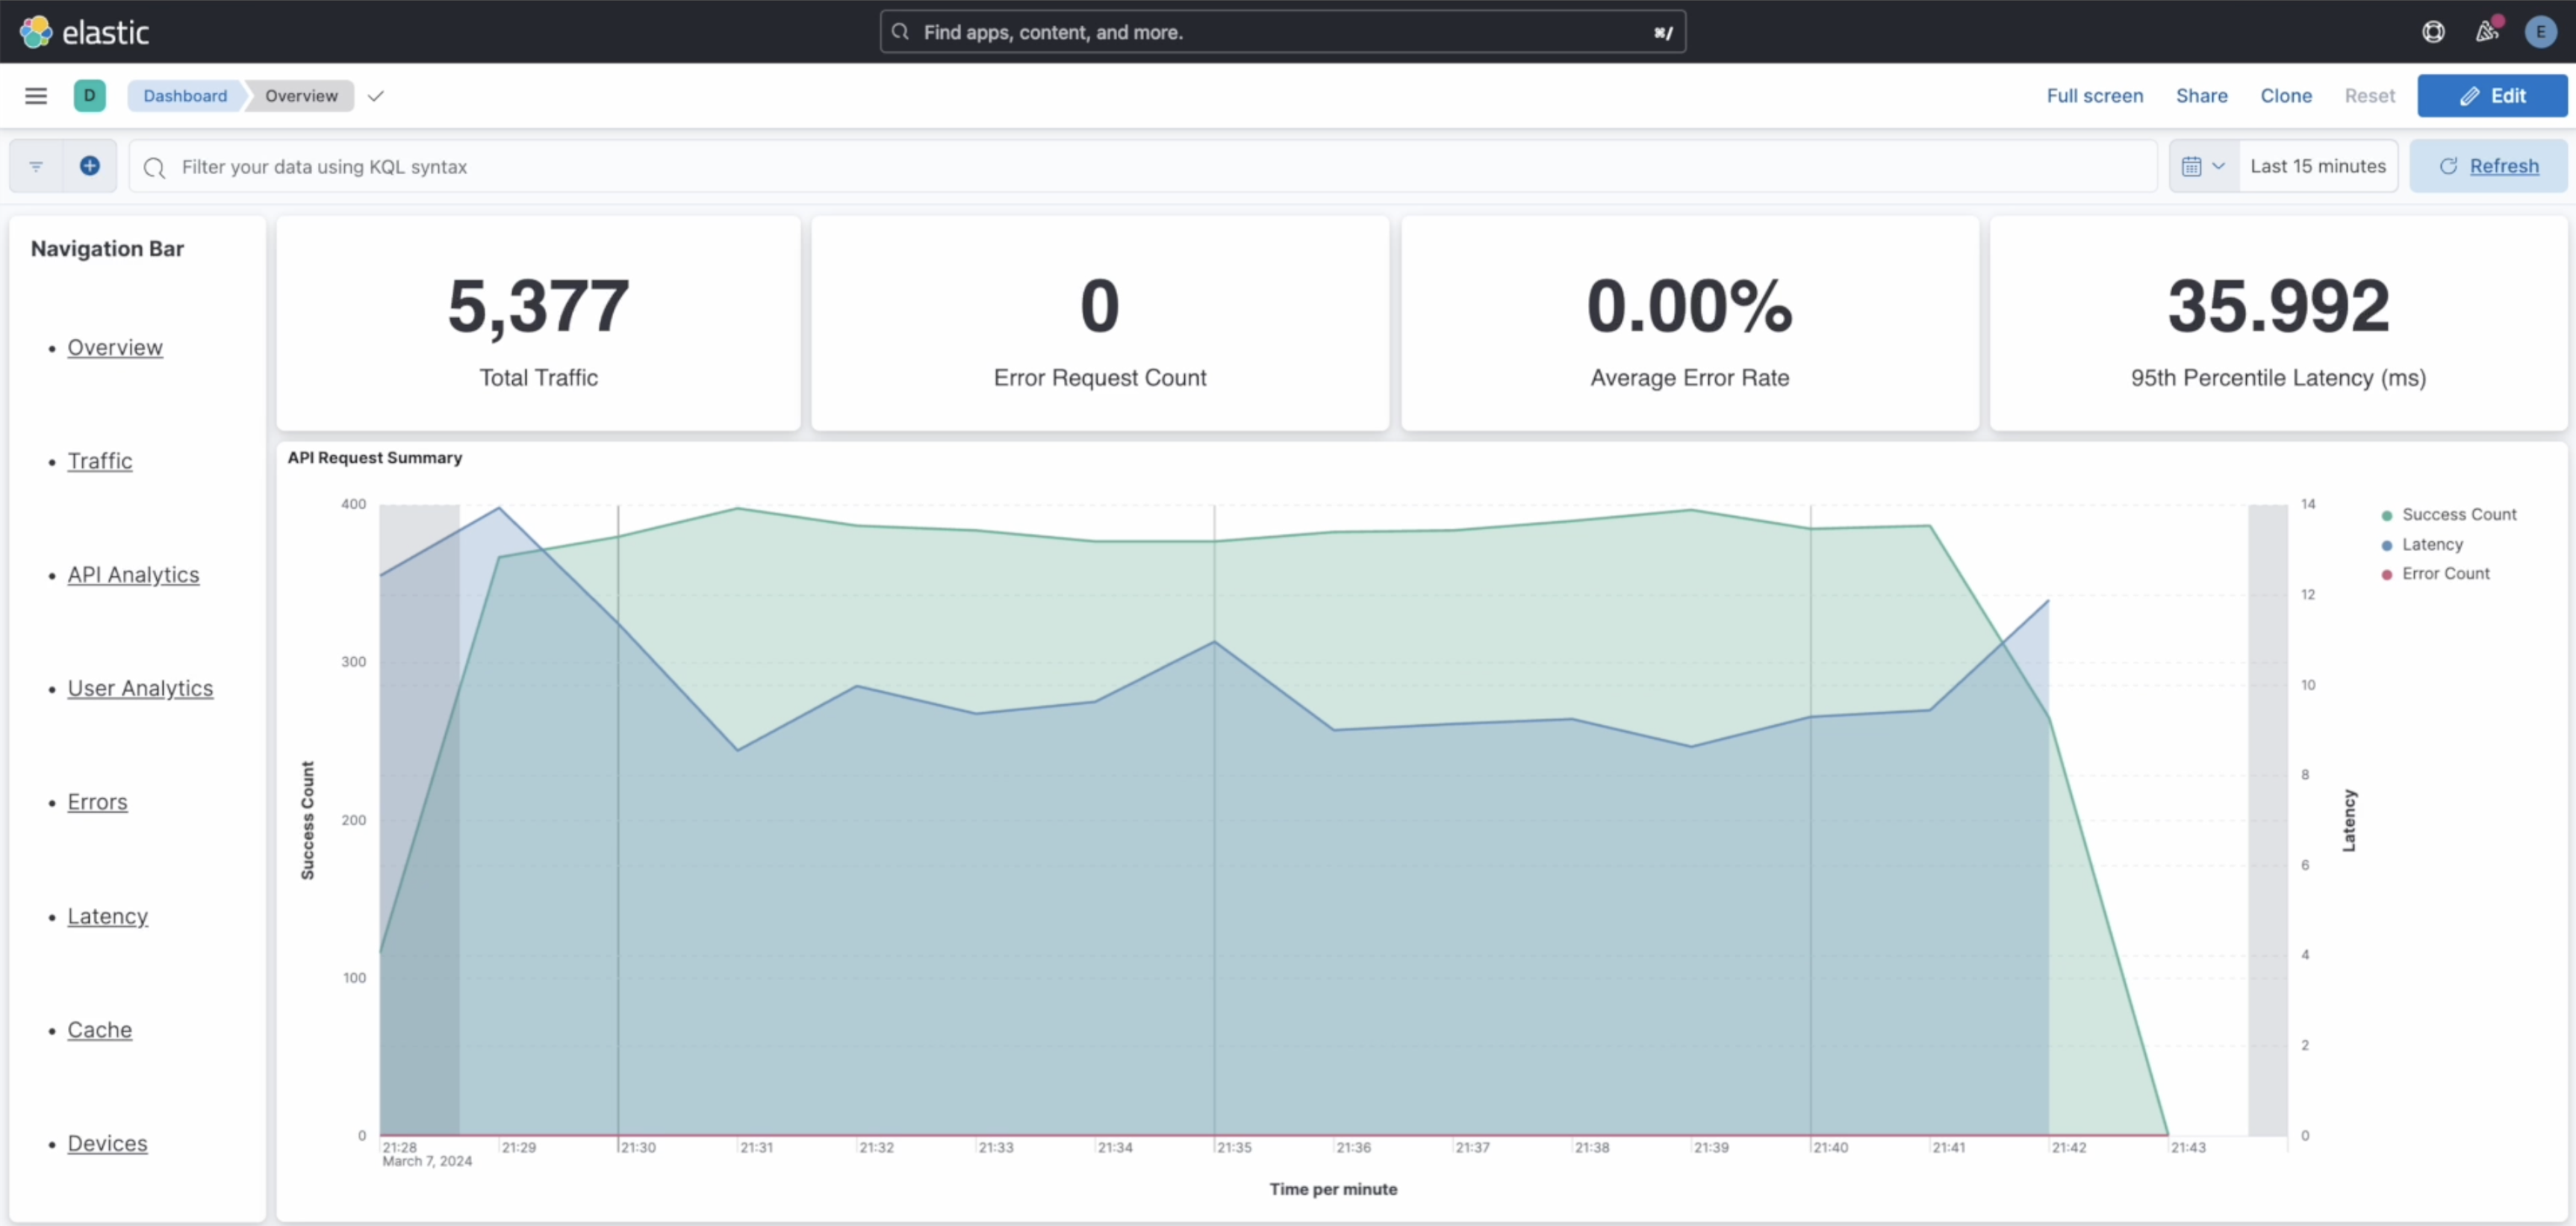 elastic
Find apps, content, and more.
⌘/
E
D
Dashboard
Overview
Full screen
Share
Clone
Reset
Edit
Filter your data using KQL syntax
Last 15 minutes
Refresh
Navigation Bar
Overview
Traffic
API Analytics
User Analytics
Errors
Latency
Cache
Devices
5,377
Total Traffic
0
Error Request Count
0.00%
Average Error Rate
35.992
95th Percentile Latency (ms)
API Request Summary
Success Count
400
300
200
100
0
14
12
10
8
6
4
2
0
Latency
Success Count
Latency
Error Count
21:28
March 7, 2024
21:29
21:30
21:31
21:32
21:33
21:34
21:35
21:36
21:37
21:38
21:39
21:40
21:41
21:42
21:43
Time per minute